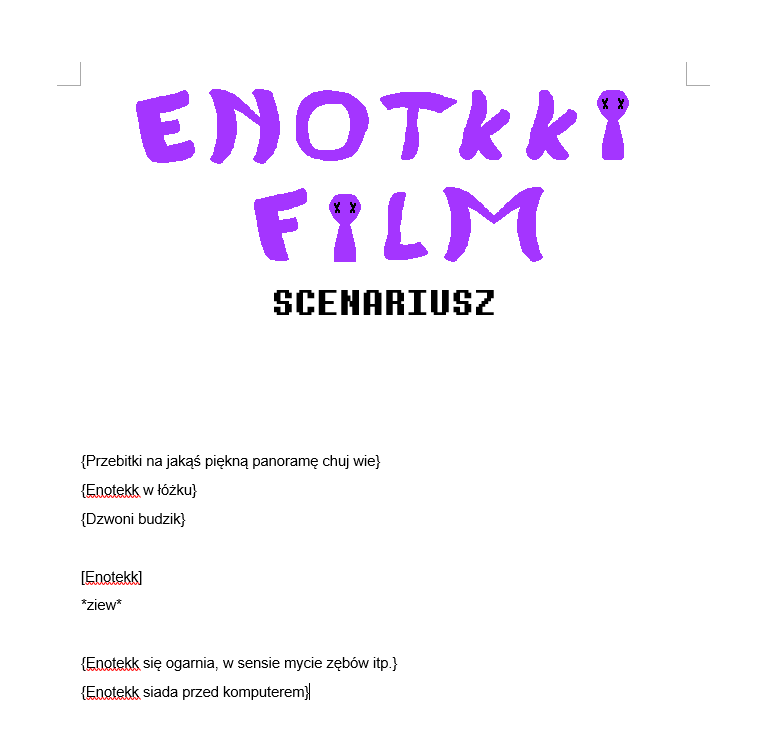 ENOTKKI
FILM
SCENARIUSZ
{Przebitki na jakąś piękną panoramę chuj wie}
{Enotekk w łóżku}
{Dzwoni budzik}
[Enotekk]
*ziew*
{Enotekk się ogarnia, w sensie mycie zębów itp.}
{Enotekk siada przed komputerem}